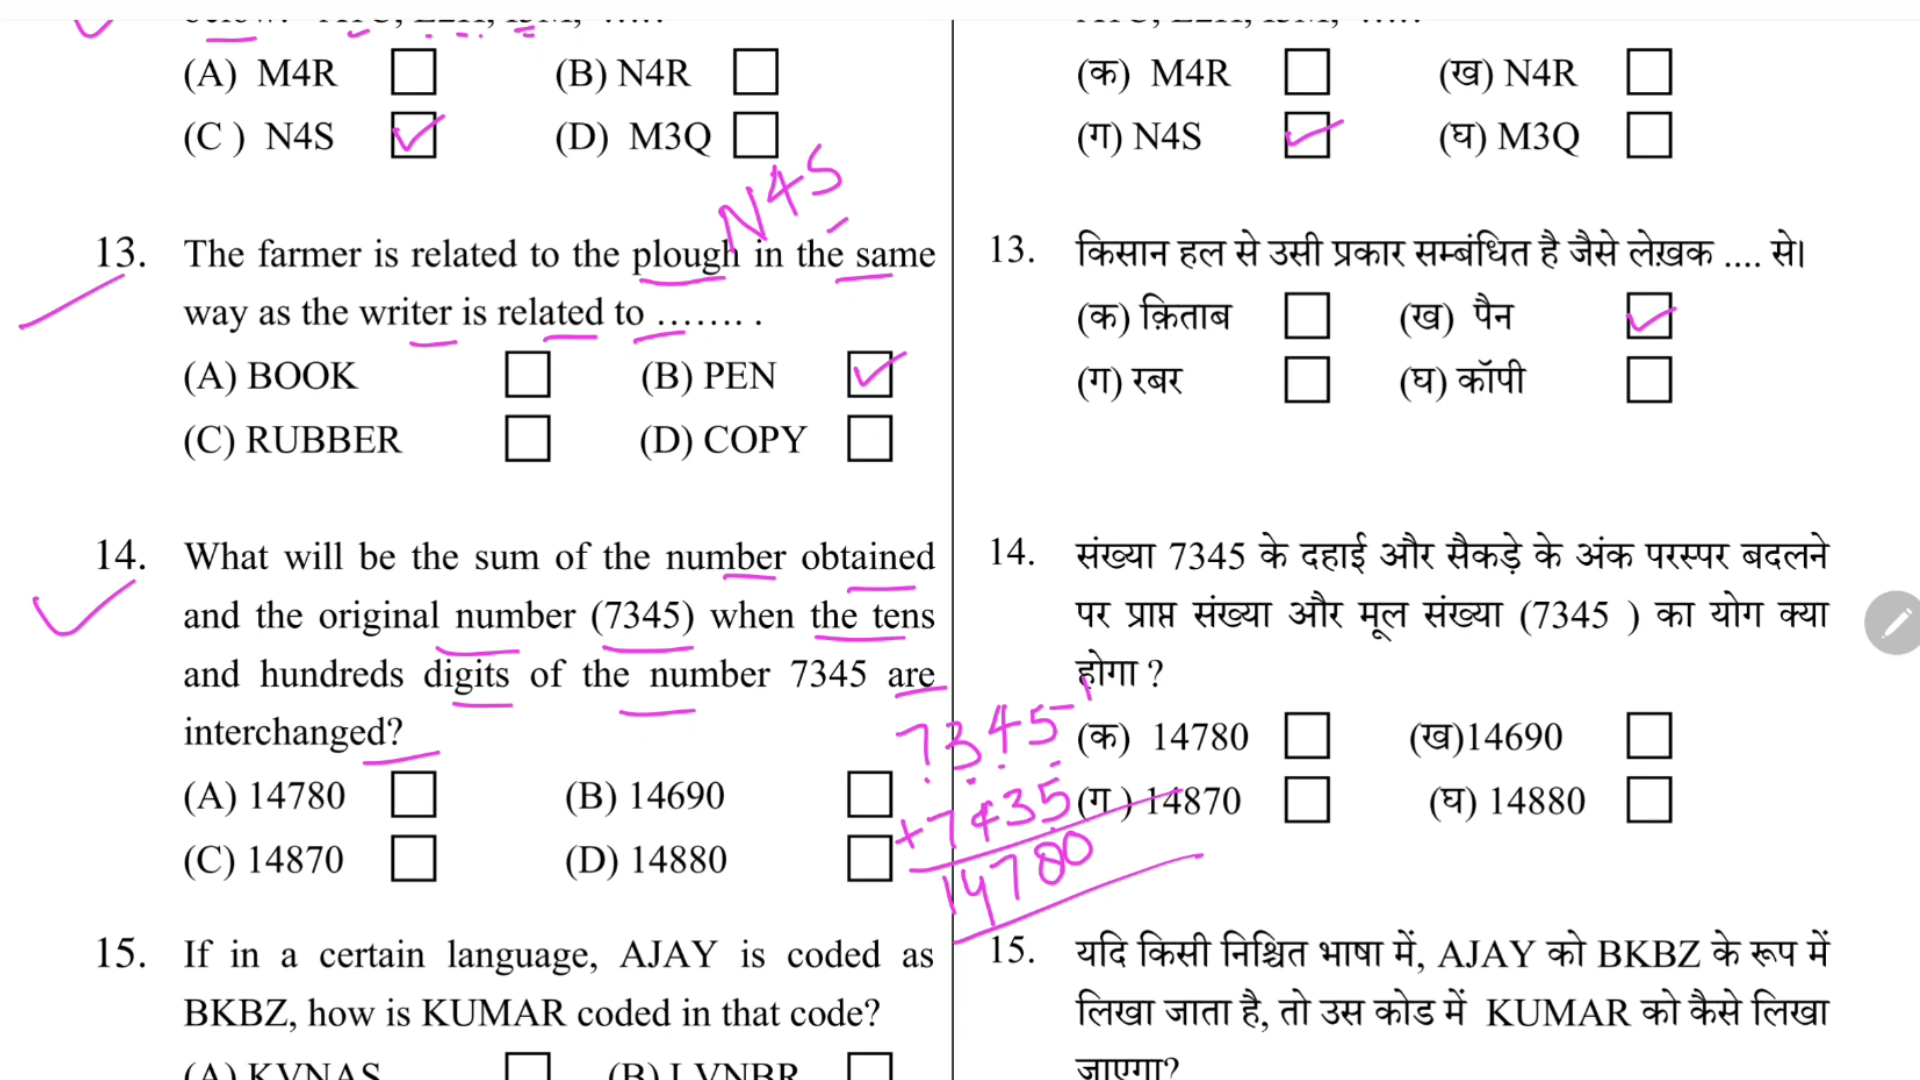 (A) M4R
(B) N4R
(C ) N4S
(D) M3Q
N4S
13. The farmer is related to the plough in the same
way as the writer is related to ....... .
(A) BOOK
(B) PEN
(C) RUBBER
(D) COPY
14. What will be the sum of the number obtained
and the original number (7345) when the tens
and hundreds digits of the number 7345 are
interchanged?
(A) 14780
(B) 14690
(C) 14870
(D) 14880
7345
+7435
14780
15. If in a certain language, AJAY is coded as
BKBZ, how is KUMAR coded in that code?
(A) KVNAS
(B) LVNBR
(क) M4R
(ख) N4R
(ग) N4S
(घ) M3Q
13. किसान हल से उसी प्रकार सम्बंधित है जैसे लेख़क .... से।
(क) क़िताब
(ख) पैन
(ग) रबर
(घ) कॉपी
14. संख्या 7345 के दहाई और सैकड़े के अंक परस्पर बदलने
पर प्राप्त संख्या और मूल संख्या (7345 ) का योग क्या
होगा ?
(क) 14780
(ख)14690
(ग ) 14870
(घ) 14880
15. यदि किसी निश्चित भाषा में, AJAY को BKBZ के रूप में
लिखा जाता है, तो उस कोड में KUMAR को कैसे लिखा
जाएगा?